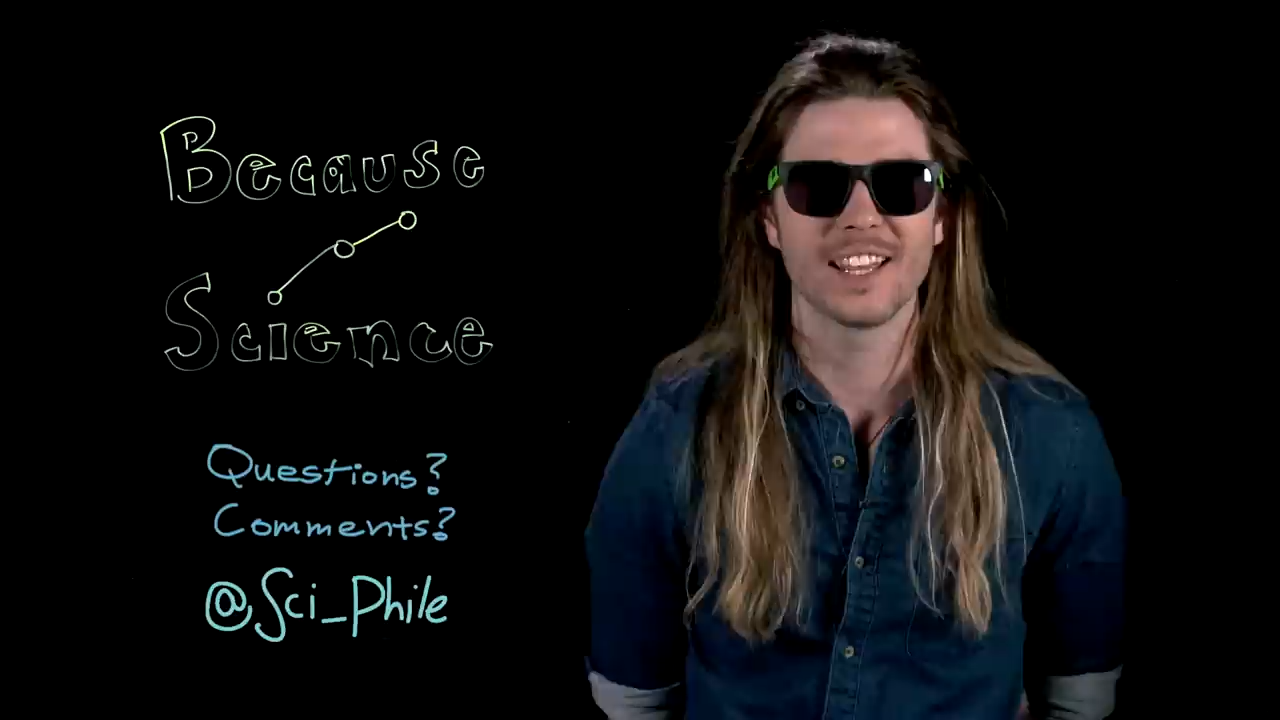 Because
Science
Questions?
Comments?
@Sci_Phile